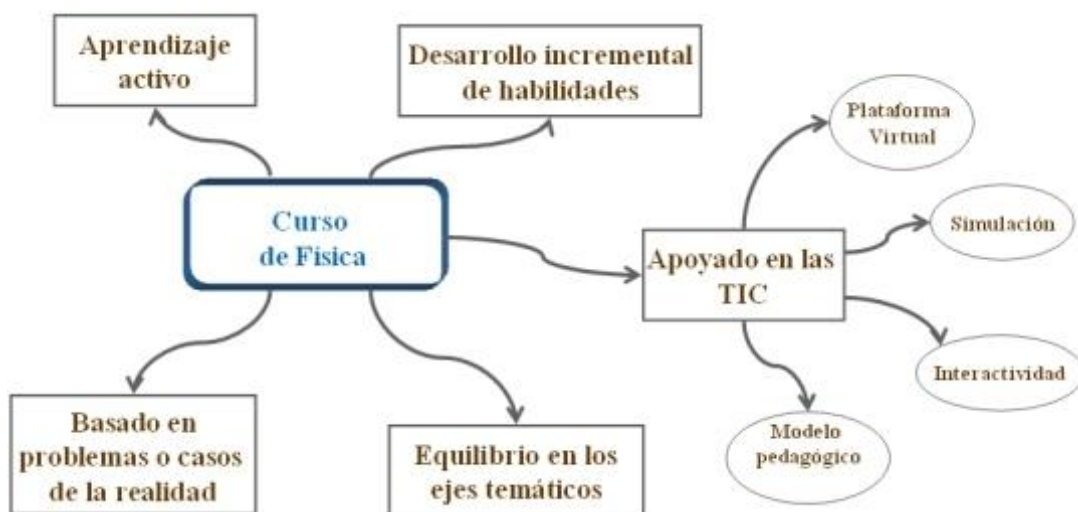 Aprendizaje
activo
Desarrollo incremental
de habilidades
Plataforma
Virtual
Curso
de Física
Simulación
Apoyado en las
TIC
Interactividad
Basado en
problemas o casos
de la realidad
Equilibrio en los
ejes temáticos
Modelo
pedagógico